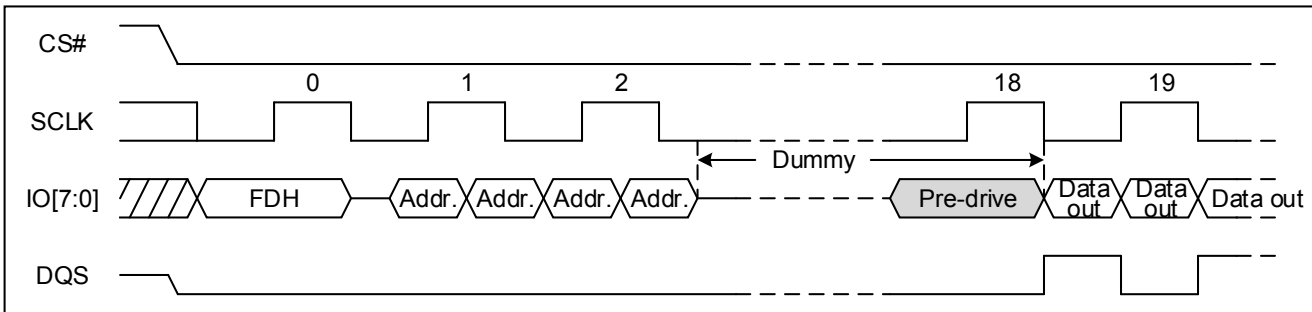 CS#
0 1 2 18 19
SCLK
Dummy
IO[7:0] FDH Addr. Addr. Addr. Addr. Pre-drive Data out Data out Data out
DQS